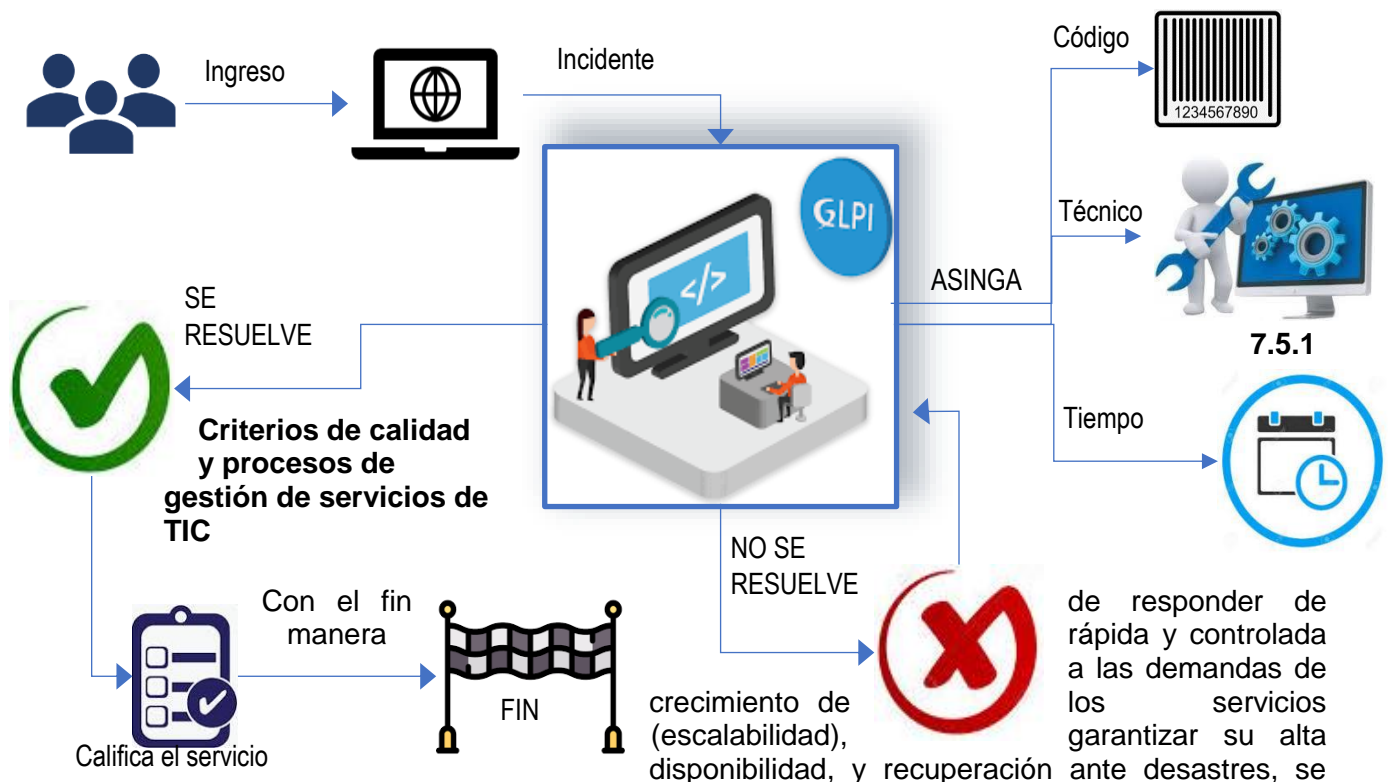 Ingreso
Incidente
Código
1234567890
GLPI
</>
Técnico
ASINGA
7.5.1
SE
RESUELVE
Tiempo
Criterios de calidad
y procesos de
gestión de servicios de
TIC
NO SE
RESUELVE
Con el fin de responder de
manera rápida y controlada
a las demandas de
crecimiento de los servicios
(escalabilidad), garantizar su alta
disponibilidad, y recuperación ante desastres, se
FIN
Califica el servicio